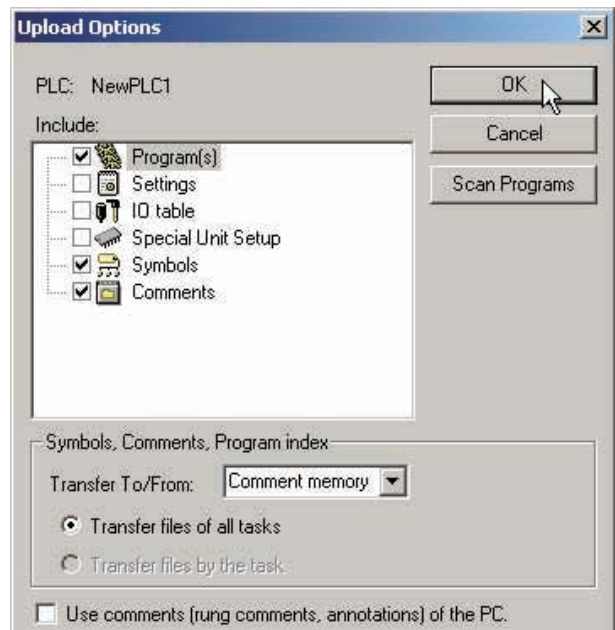 Upload Options
PLC: NewPLC1
OK
Include:
Cancel
Program(s)
Scan Programs
Settings
IO table
Special Unit Setup
Symbols
Comments
Symbols, Comments, Program index
Transfer To/From: Comment memory
Transfer files of all tasks
Transfer files by the task
Use comments (rung comments, annotations) of the PC.